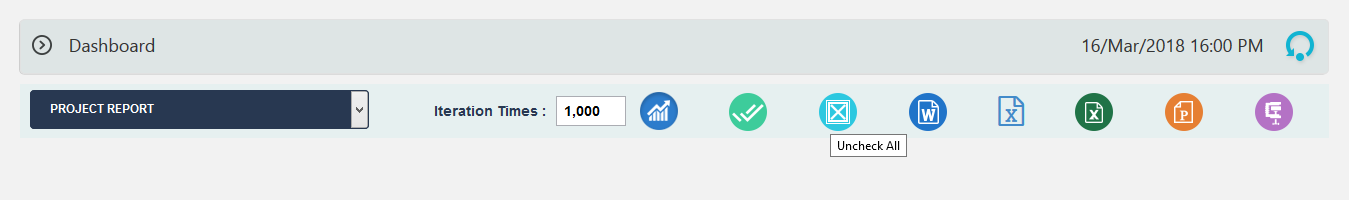 Dashboard
16/Mar/2018 16:00 PM
PROJECT REPORT
Iteration Times :
1,000
W
X
X
P
Uncheck All